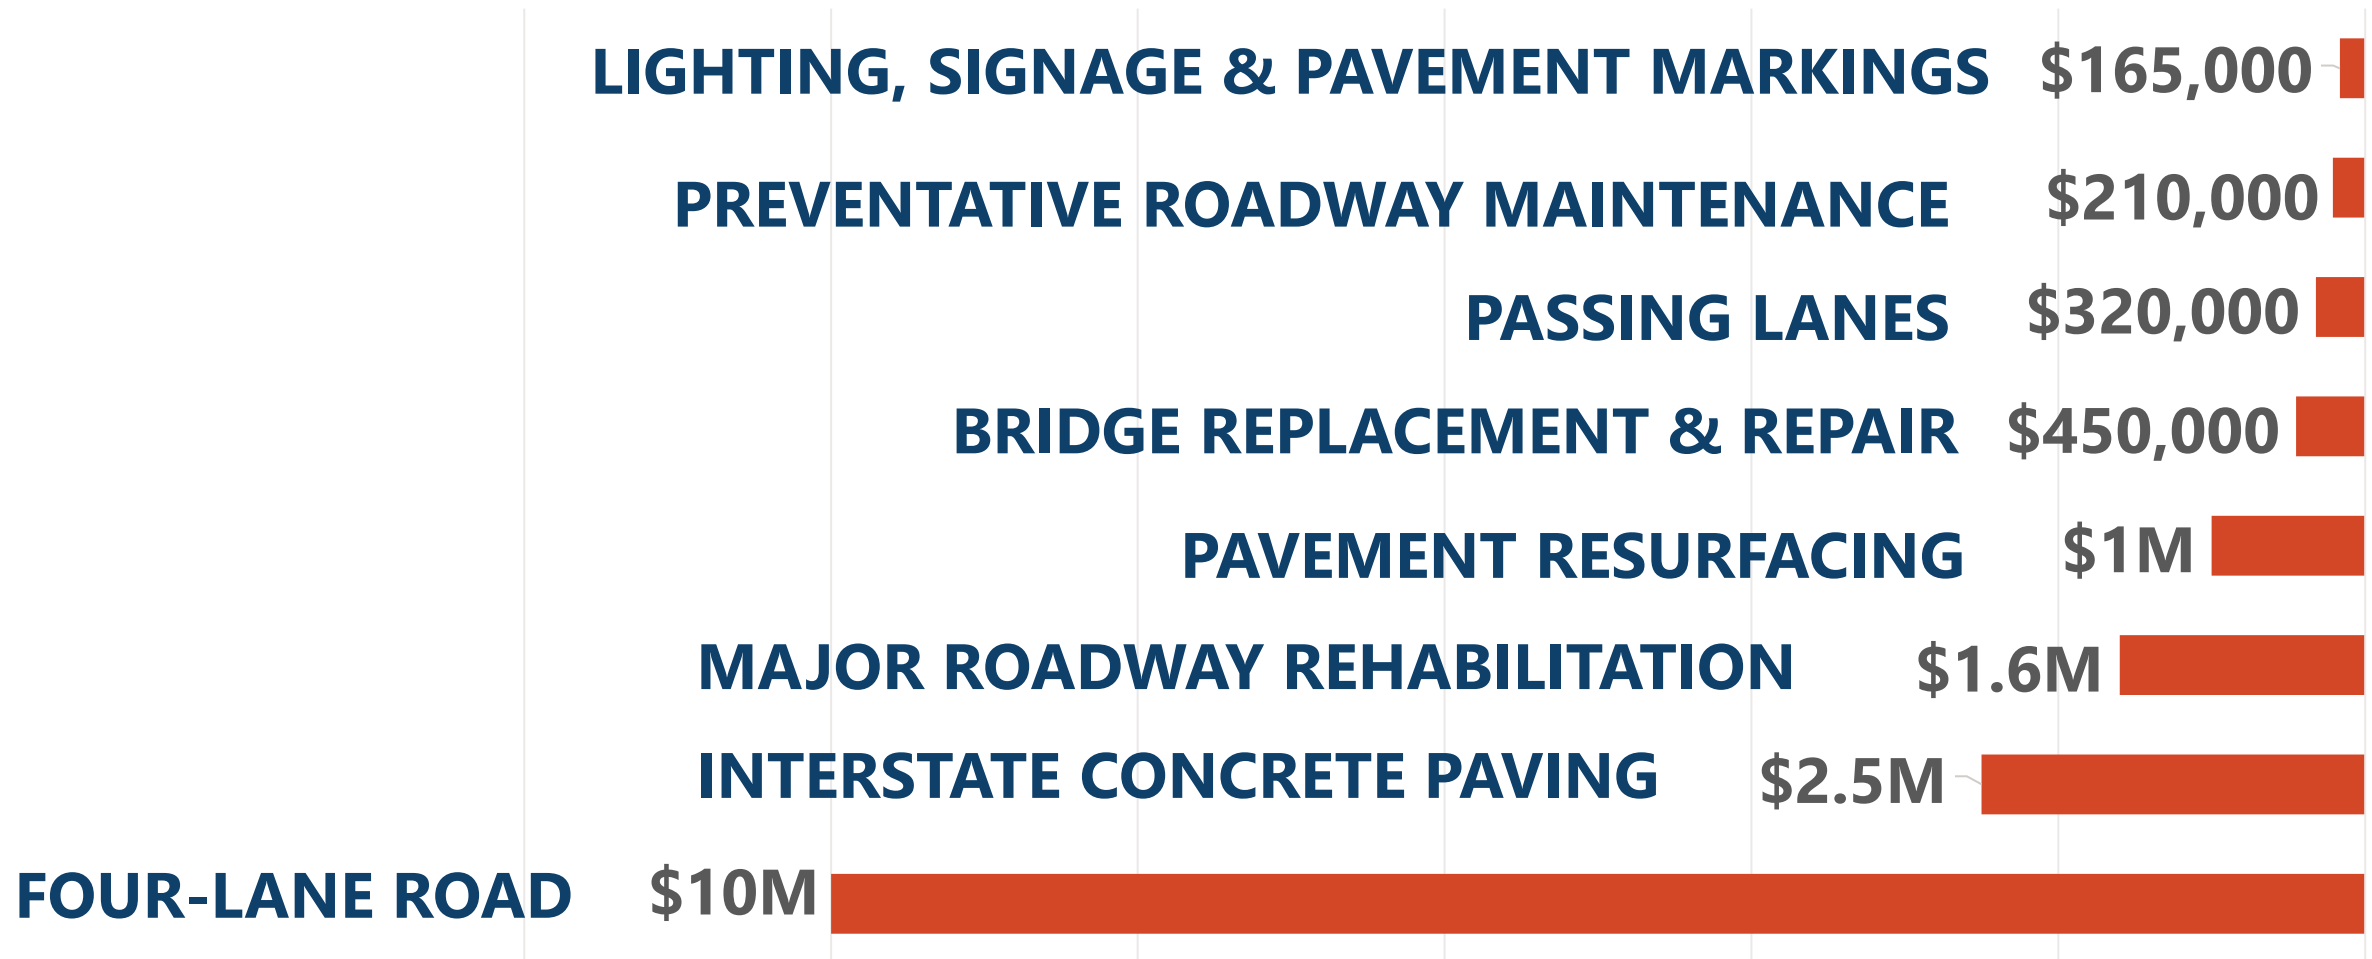 LIGHTING, SIGNAGE & PAVEMENT MARKINGS $165,000
PREVENTATIVE ROADWAY MAINTENANCE $210,000
PASSING LANES $320,000
BRIDGE REPLACEMENT & REPAIR $450,000
PAVEMENT RESURFACING $1M
MAJOR ROADWAY REHABILITATION $1.6M
INTERSTATE CONCRETE PAVING $2.5M
FOUR-LANE ROAD $10M